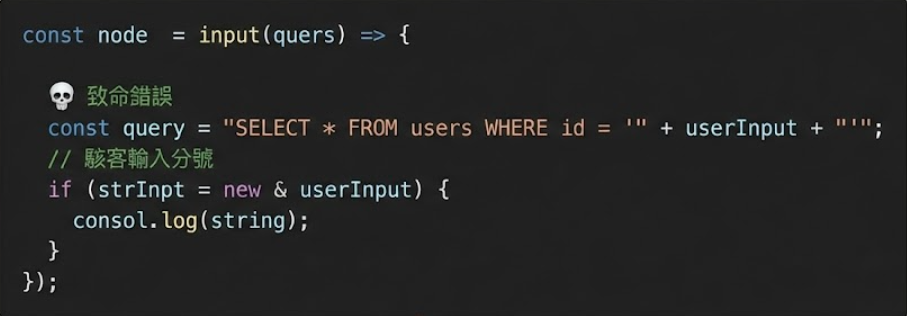 const node = input(quers) => {
💀 致命錯誤
const query = "SELECT * FROM users WHERE id = '" + userInput + "'";
// 駭客輸入分號
if (strInpt = new & userInput) {
consol.log(string);
}
});